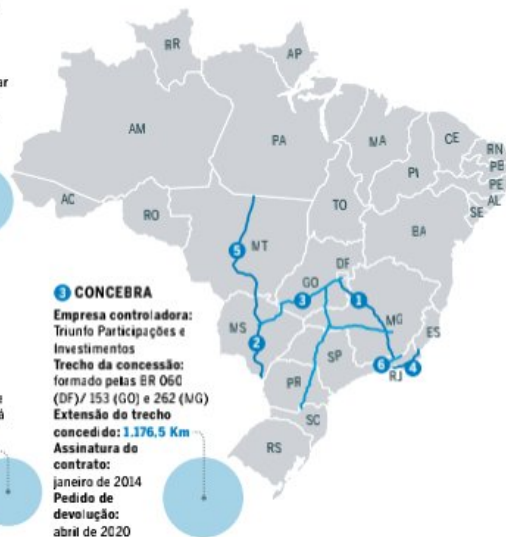 RR
AP
ar
AM
PA
MA
CE
RN
PB
PE
AL
SE
PI
AC
RO
TO
BA
5 MT
DF
GO
3
1
MG
ES
MS
2
SP
6
4
RJ
PR
SC
RS
3 CONCEBRA
Empresa controladora:
Triunfo Participações e
Investimentos
Trecho da concessão:
formado pelas BR 060
(DF)/ 153 (GO) e 262 (MG)
Extensão do trecho
concedido: 1.176,5 Km
Assinatura do
contrato:
janeiro de 2014
Pedido de
devolução:
abril de 2020
e